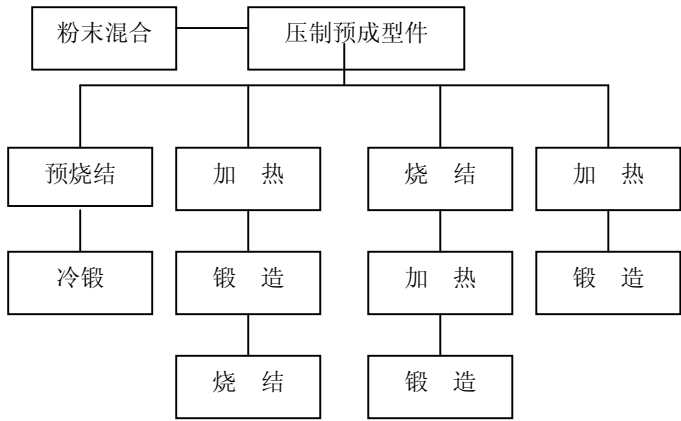 粉末混合 压制预成型件
预烧结 加 热 烧 结 加 热
冷锻 锻 造 加 热 锻 造
烧 结 锻 造